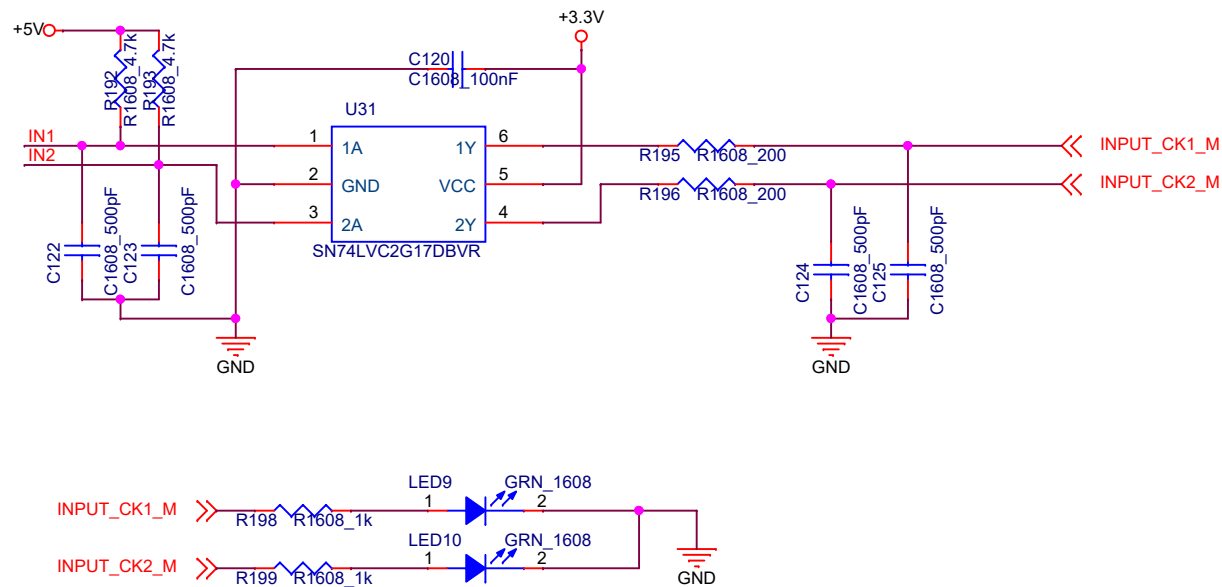 +5V
+3.3V
R192
R1608_4.7k
R193
R1608_4.7k
C120
C1608_100nF
U31
IN1
IN2
1
1A
1Y
6
2
GND
VCC
5
3
2A
2Y
4
SN74LVC2G17DBVR
R195
R1608_200
R196
R1608_200
INPUT_CK1_M
INPUT_CK2_M
C122
C1608_500pF
C123
C1608_500pF
C124
C1608_500pF
C125
C1608_500pF
GND
GND
LED9
GRN_1608
1
2
INPUT_CK1_M
R198
R1608_1k
LED10
GRN_1608
1
2
INPUT_CK2_M
R199
R1608_1k
GND